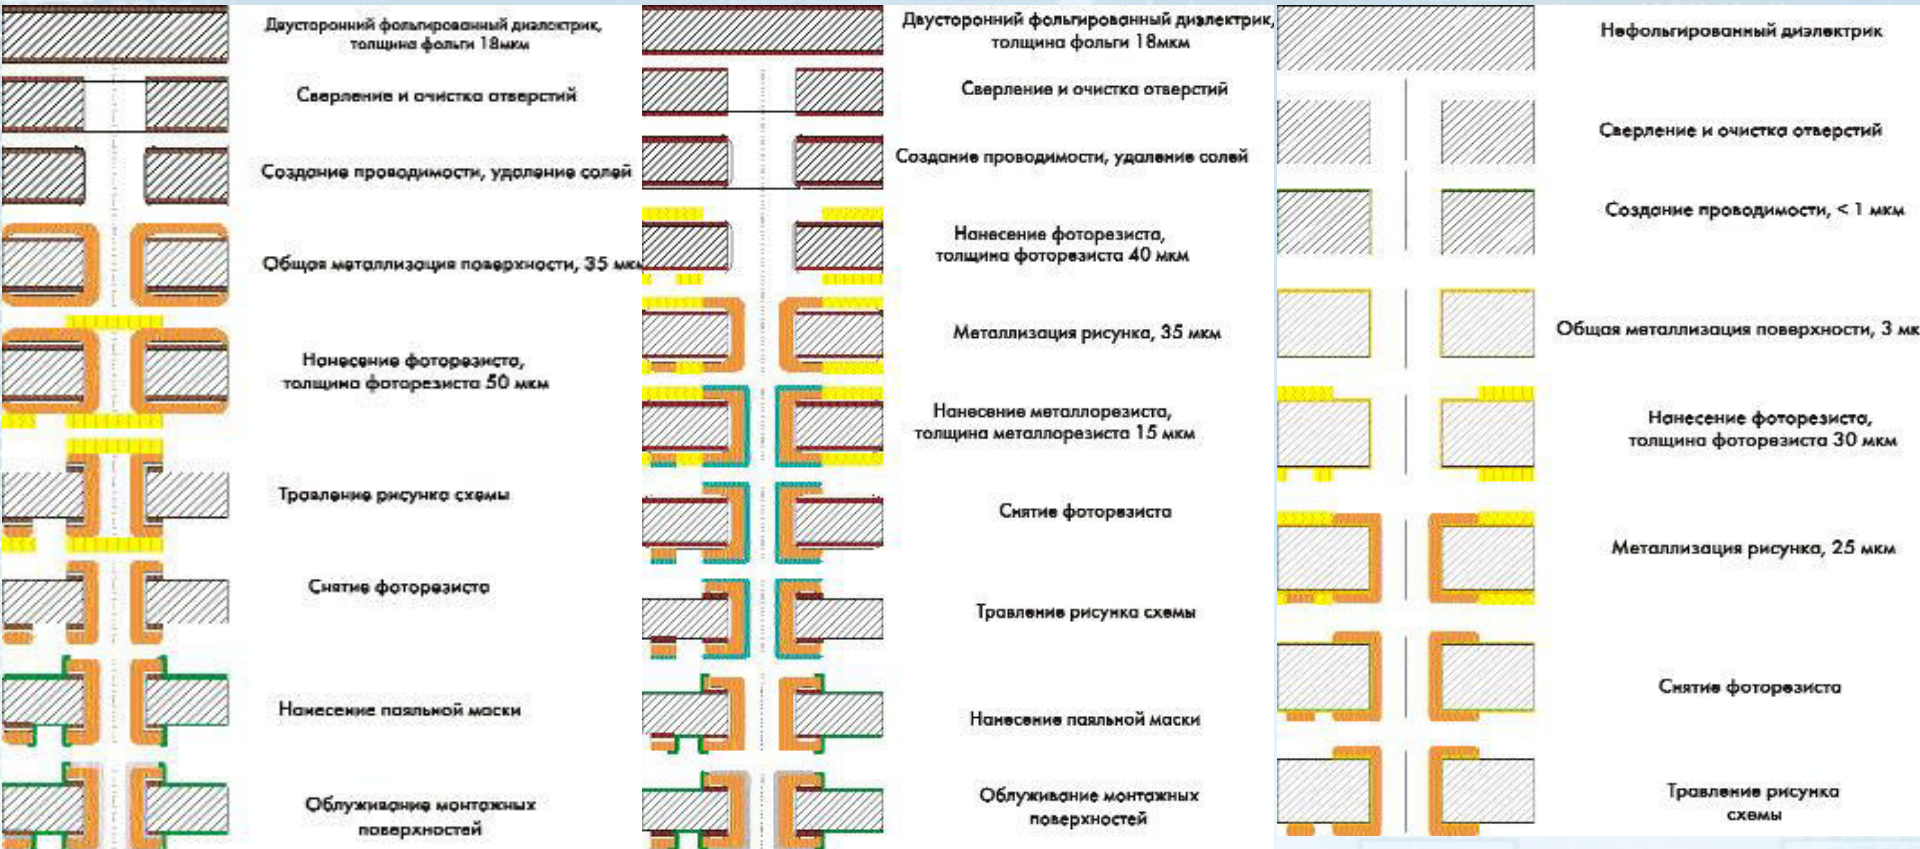 Двусторонний фольгированный диэлектрик,
толщина фольги 18мкм
Сверление и очистка отверстий
Создание проводимости, удаление солей
Общая металлизация поверхности, 35 мкм
Нанесение фоторезиста,
толщина фоторезиста 50 мкм
Травление рисунка схемы
Снятие фоторезиста
Нанесение паяльной маски
Облуживание монтажных
поверхностей
Двусторонний фольгированный диэлектрик,
толщина фольги 18мкм
Сверление и очистка отверстий
Создание проводимости, удаление солей
Нанесение фоторезиста,
толщина фоторезиста 40 мкм
Металлизация рисунка, 35 мкм
Нанесение металлорезиста,
толщина металлорезиста 15 мкм
Снятие фоторезиста
Травление рисунка схемы
Нанесение паяльной маски
Облуживание монтажных
поверхностей
Нефольгированный диэлектрик
Сверление и очистка отверстий
Создание проводимости, < 1 мкм
Общая металлизация поверхности, 3 мк
Нанесение фоторезиста,
толщина фоторезиста 30 мкм
Металлизация рисунка, 25 мкм
Снятие фоторезиста
Травление рисунка
схемы